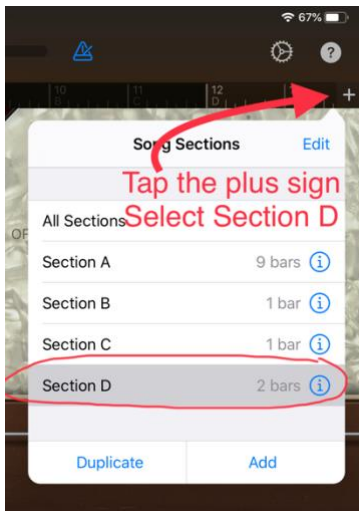 67%
?
10 11 12
B C D
+
Song Sections Edit
Tap the plus sign
Select Section D
All Sections
Section A 9 bars i
Section B 1 bar i
Section C 1 bar i
Section D 2 bars i
Duplicate Add